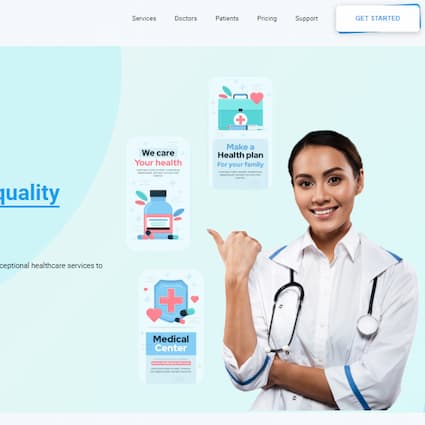 Services Doctors Patients Pricing Support GET STARTED
Make a
Health plan
For your family
We care
Your health
quality
ceptional healthcare services to
Medical
Center